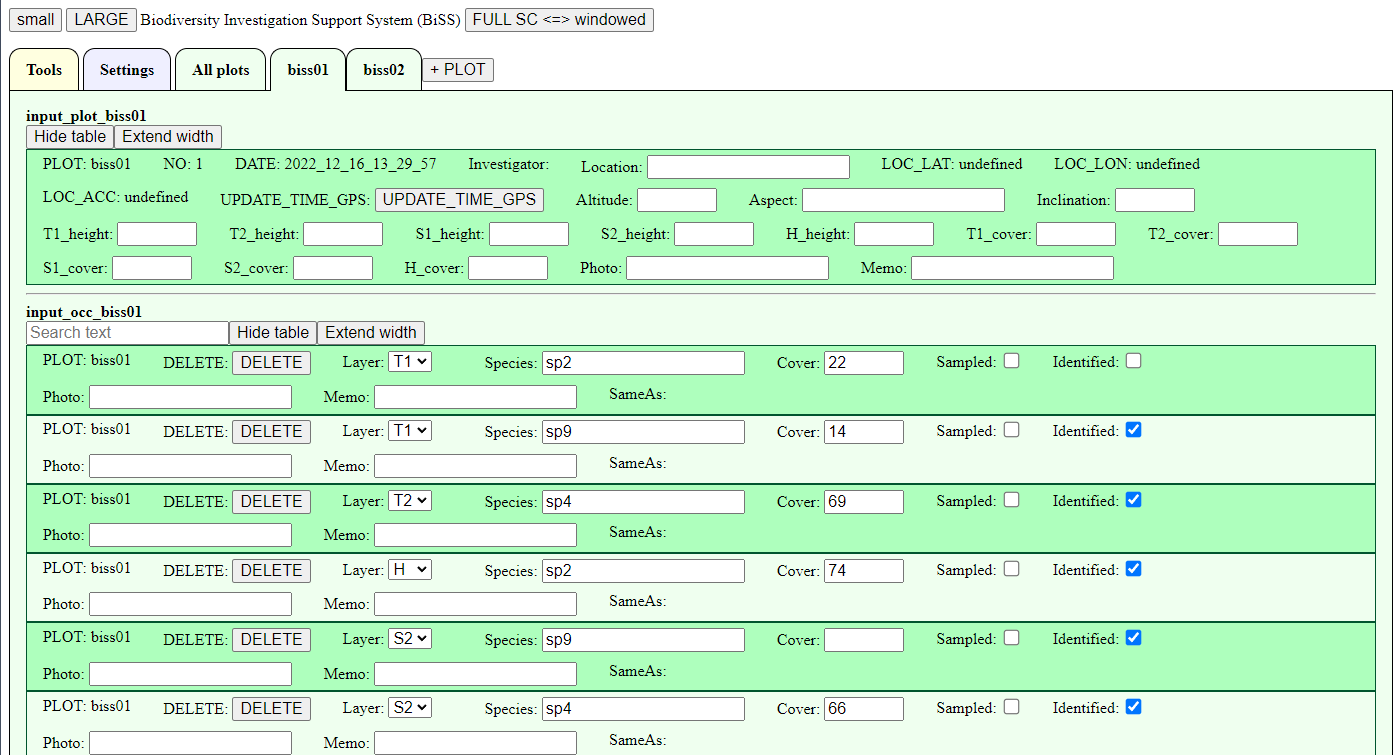 small LARGE Biodiversity Investigation Support System (BiSS) FULL SC <=> windowed
Tools Settings All plots biss01 biss02 + PLOT
input_plot_biss01
Hide table Extend width
PLOT: biss01 NO: 1 DATE: 2022_12_16_13_29_57 Investigator: Location: LOC_LAT: undefined LOC_LON: undefined
LOC_ACC: undefined UPDATE_TIME_GPS: UPDATE_TIME_GPS Altitude: Aspect: Inclination:
T1_height: T2_height: S1_height: S2_height: H_height: T1_cover: T2_cover:
S1_cover: S2_cover: H_cover: Photo: Memo:
input_occ_biss01
Search text Hide table Extend width
PLOT: biss01 DELETE: DELETE Layer: T1 Species: sp2 Cover: 22 Sampled: Identified:
Photo: Memo: SameAs:
PLOT: biss01 DELETE: DELETE Layer: T1 Species: sp9 Cover: 14 Sampled: Identified:
Photo: Memo: SameAs:
PLOT: biss01 DELETE: DELETE Layer: T2 Species: sp4 Cover: 69 Sampled: Identified:
Photo: Memo: SameAs:
PLOT: biss01 DELETE: DELETE Layer: H Species: sp2 Cover: 74 Sampled: Identified:
Photo: Memo: SameAs:
PLOT: biss01 DELETE: DELETE Layer: S2 Species: sp9 Cover: Sampled: Identified:
Photo: Memo: SameAs:
PLOT: biss01 DELETE: DELETE Layer: S2 Species: sp4 Cover: 66 Sampled: Identified:
Photo: Memo: SameAs: